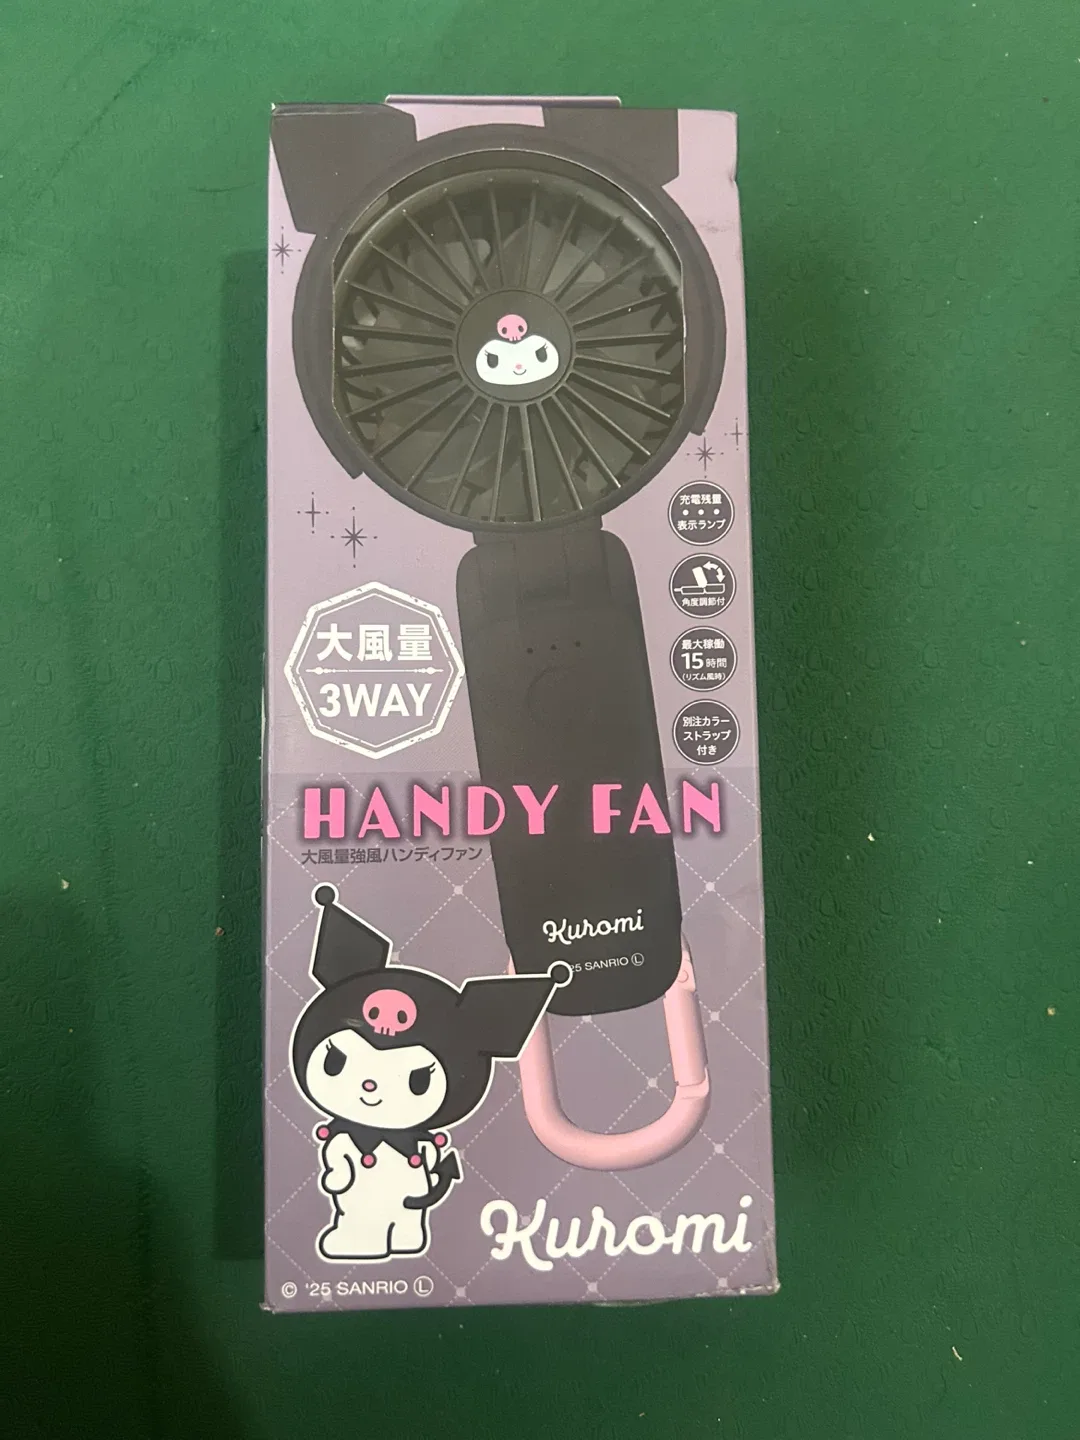 充電残量
表示ランプ
角度調節付
大風量
3WAY
最大稼働
15時間
(リズム風時)
別注カラー
ストラップ
付き
HANDY FAN
大風量強風ハンディファン
Kuromi
25 SANRIO Ⓛ
Kuromi
© '25 SANRIO Ⓛ